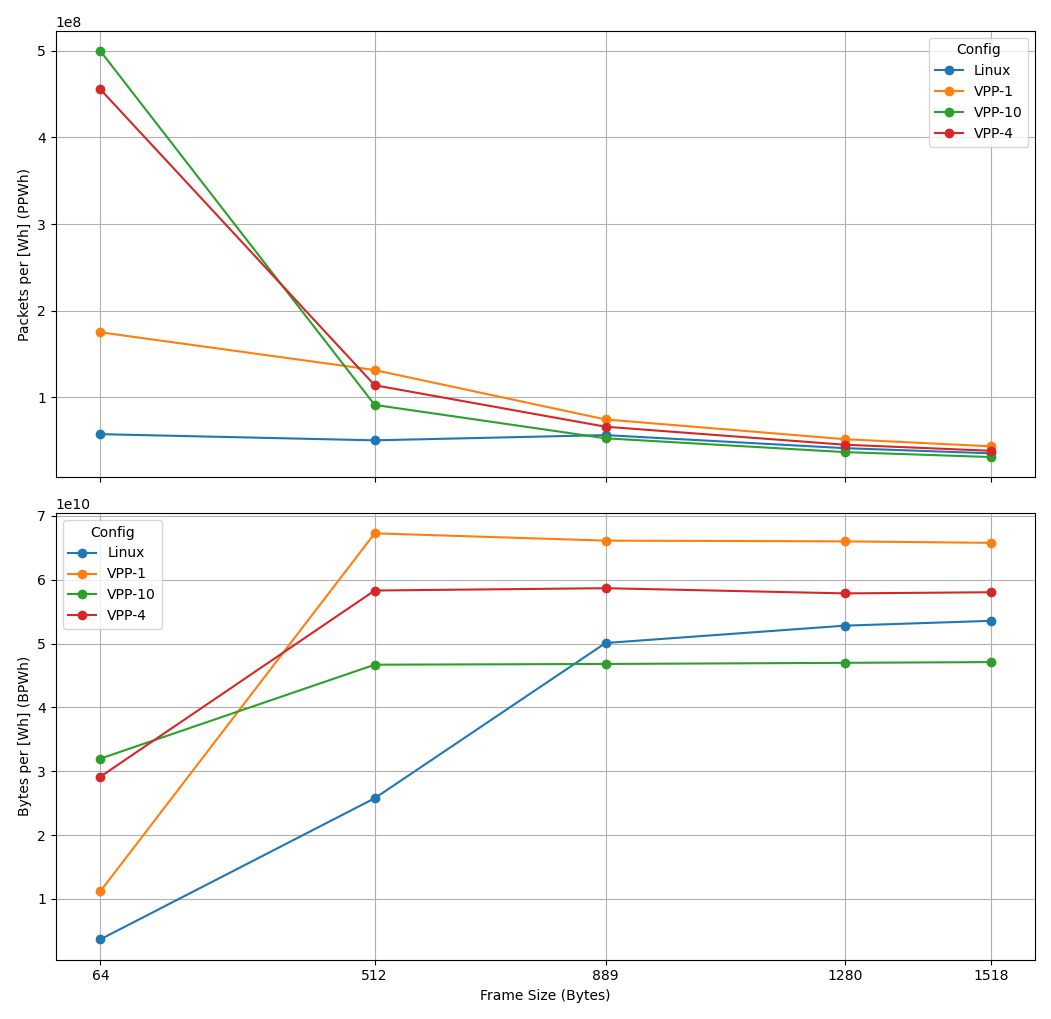 1e8
Packets per [Wh] (PPWh)
5
4
3
2
1
Config
Linux
VPP-1
VPP-10
VPP-4
1e10
Bytes per [Wh] (BPWh)
7
6
5
4
3
2
1
Config
Linux
VPP-1
VPP-10
VPP-4
64 512 889 1280 1518
Frame Size (Bytes)